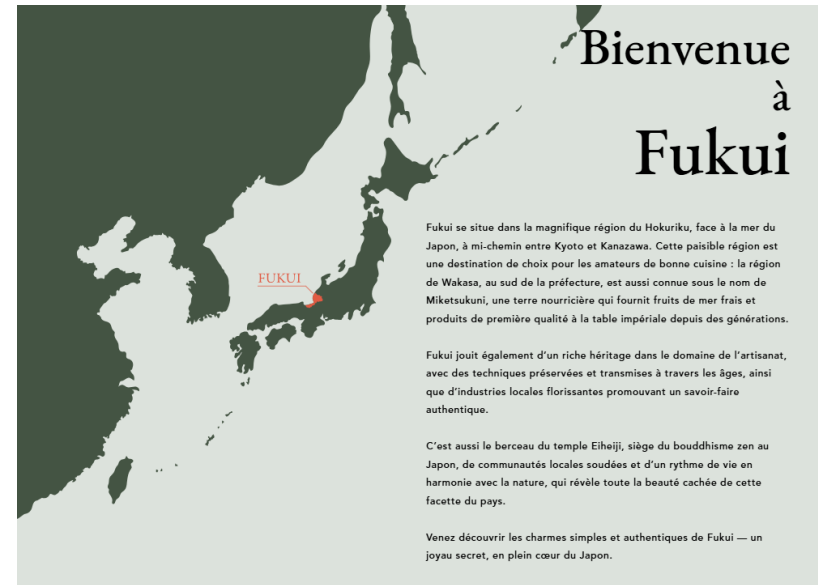 Bienvenue
à
Fukui
Fukui se situe dans la magnifique région du Hokuriku, face à la mer du
Japon, à mi-chemin entre Kyoto et Kanazawa. Cette paisible région est
une destination de choix pour les amateurs de bonne cuisine : la région
de Wakasa, au sud de la préfecture, est aussi connue sous le nom de
Miketsukuni, une terre nourricière qui fournit fruits de mer frais et
produits de première qualité à la table impériale depuis des générations.
Fukui jouit également d’un riche héritage dans le domaine de l’artisanat,
avec des techniques préservées et transmises à travers les âges, ainsi
que d’industries locales florissantes promouvant un savoir-faire
authentique.
C’est aussi le berceau du temple Eiheiji, siège du bouddhisme zen au
Japon, de communautés locales soudées et d’un rythme de vie en
harmonie avec la nature, qui révèle toute la beauté cachée de cette
facette du pays.
Venez découvrir les charmes simples et authentiques de Fukui — un
joyau secret, en plein cœur du Japon.
FUKUI